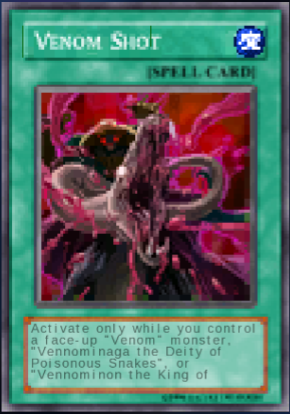 VENOM SHOT
[SPELL CARD]
Activate only while you control
a face-up "Venom" monster,
"Vennominaga the Deity of
Poisonous Snakes", or
"Vennominon the King of